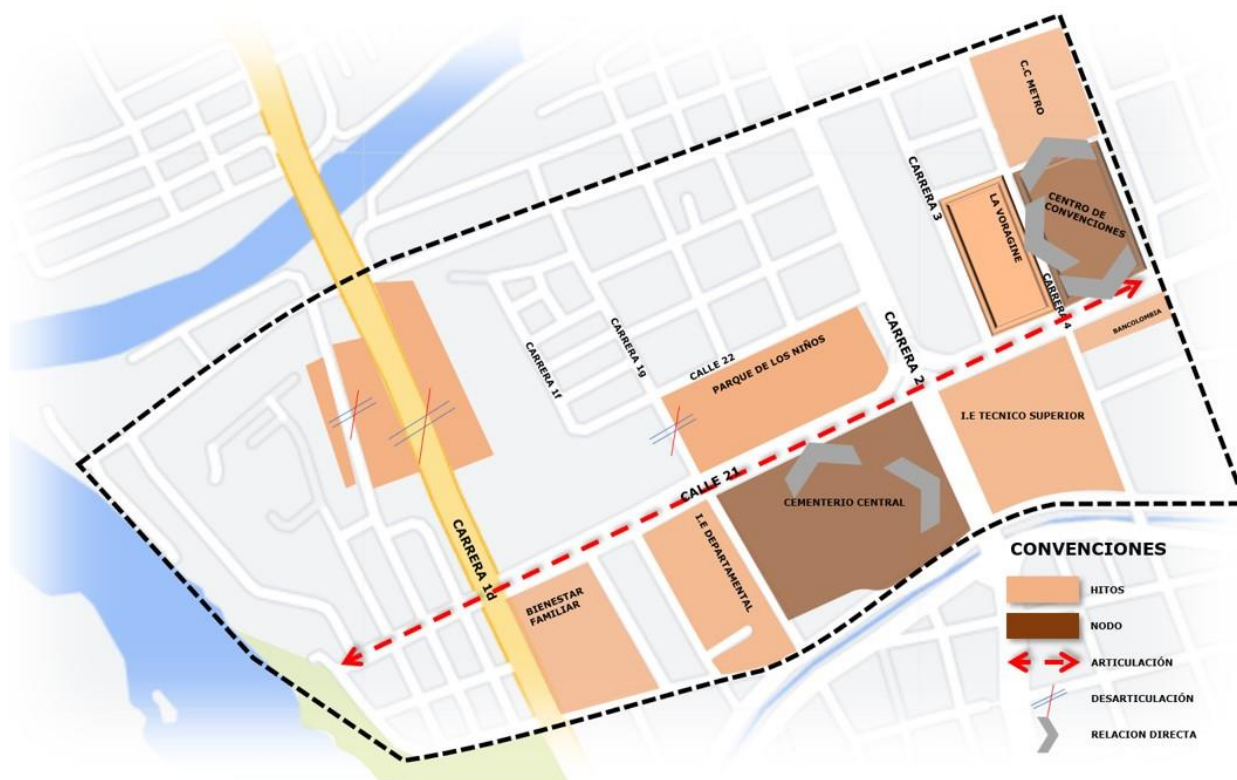 C.C METRO
CARRERA 3
LA VORAGINE
CENTRO DE
CONVENCIONES
CARRERA 4
BANCOLOMBIA
CARRERA 1f
CARRERA 1g
CALLE 22
PARQUE DE LOS NIÑOS
CARRERA 2
I.E TECNICO SUPERIOR
CALLE 21
CEMENTERIO CENTRAL
I.E DEPARTAMENTAL
CARRERA 1d
BIENESTAR
FAMILIAR
CONVENCIONES
HITOS
NODO
ARTICULACIÓN
DESARTICULACIÓN
RELACION DIRECTA